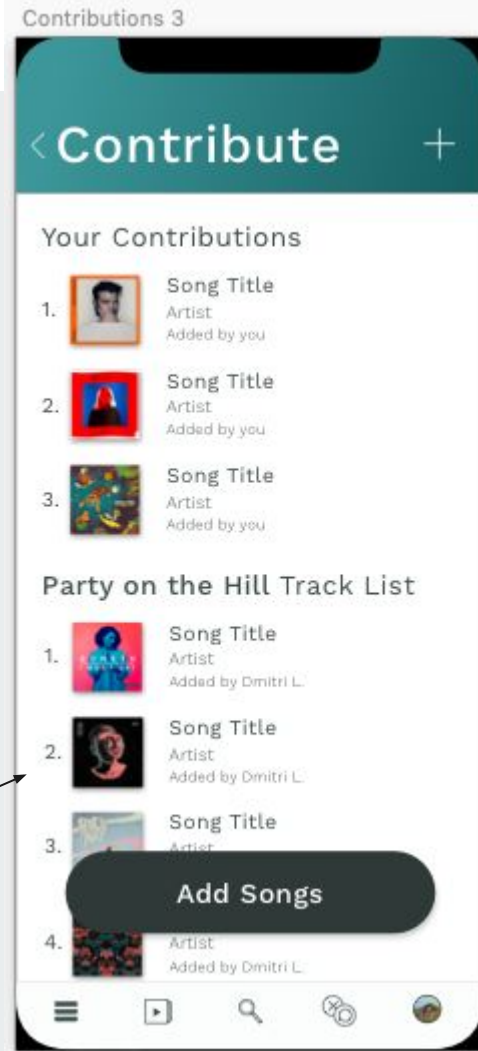 Contributions 3
Contribute
Your Contributions
1.
Song Title
Artist
Added by you
2.
Song Title
Artist
Added by you
3.
Song Title
Artist
Added by you
Party on the Hill Track List
1.
Song Title
Artist
Added by Dmitri L.
2.
Song Title
Artist
Added by Dmitri L.
3.
Song Title
Artist
Add Songs
4.
Artist
Added by Dmitri L.